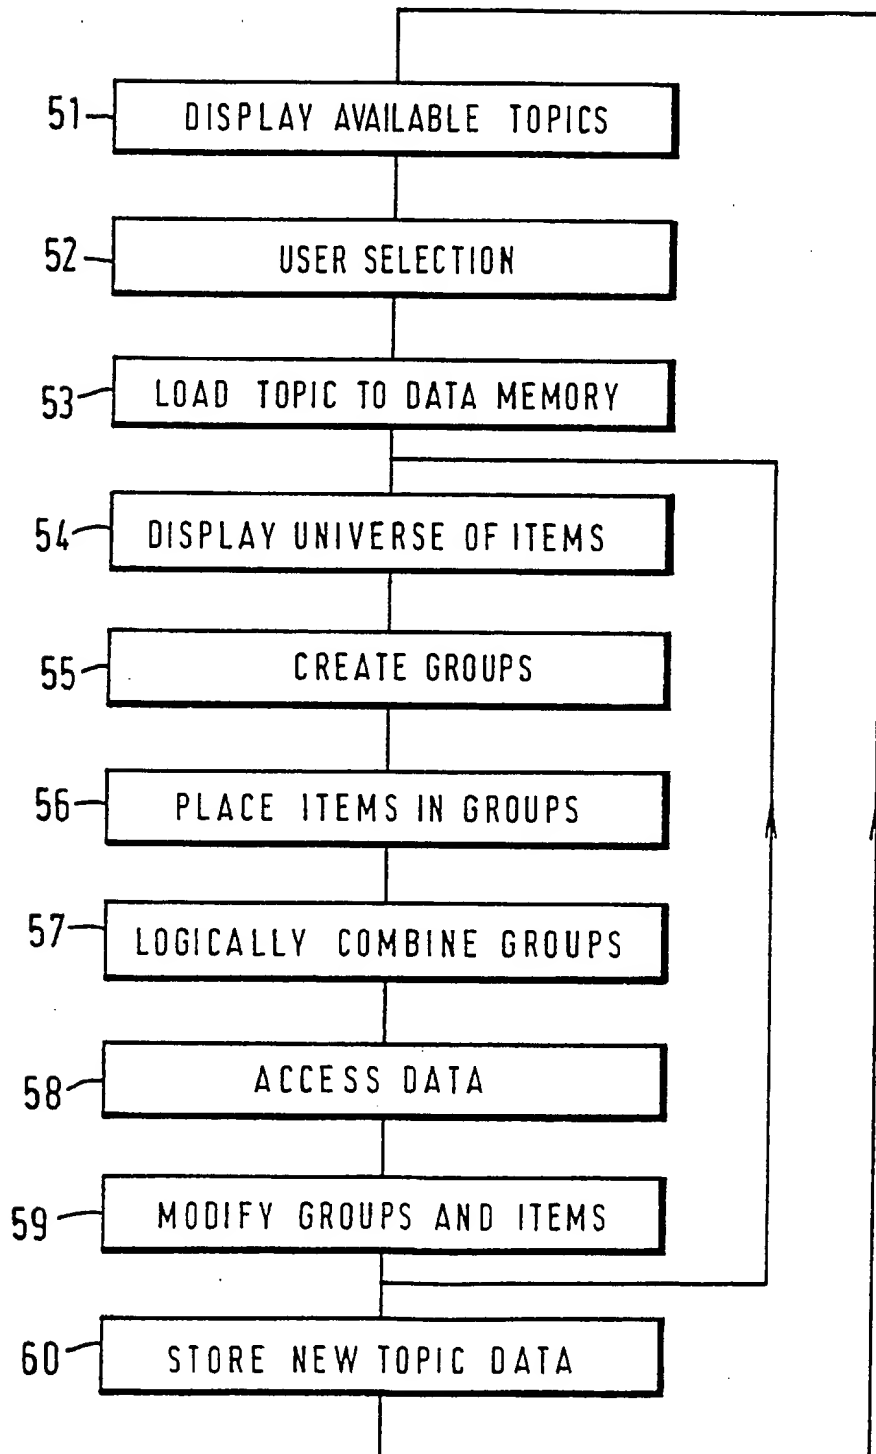 51 DISPLAY AVAILABLE TOPICS
52 USER SELECTION
53 LOAD TOPIC TO DATA MEMORY
54 DISPLAY UNIVERSE OF ITEMS
55 CREATE GROUPS
56 PLACE ITEMS IN GROUPS
57 LOGICALLY COMBINE GROUPS
58 ACCESS DATA
59 MODIFY GROUPS AND ITEMS
60 STORE NEW TOPIC DATA